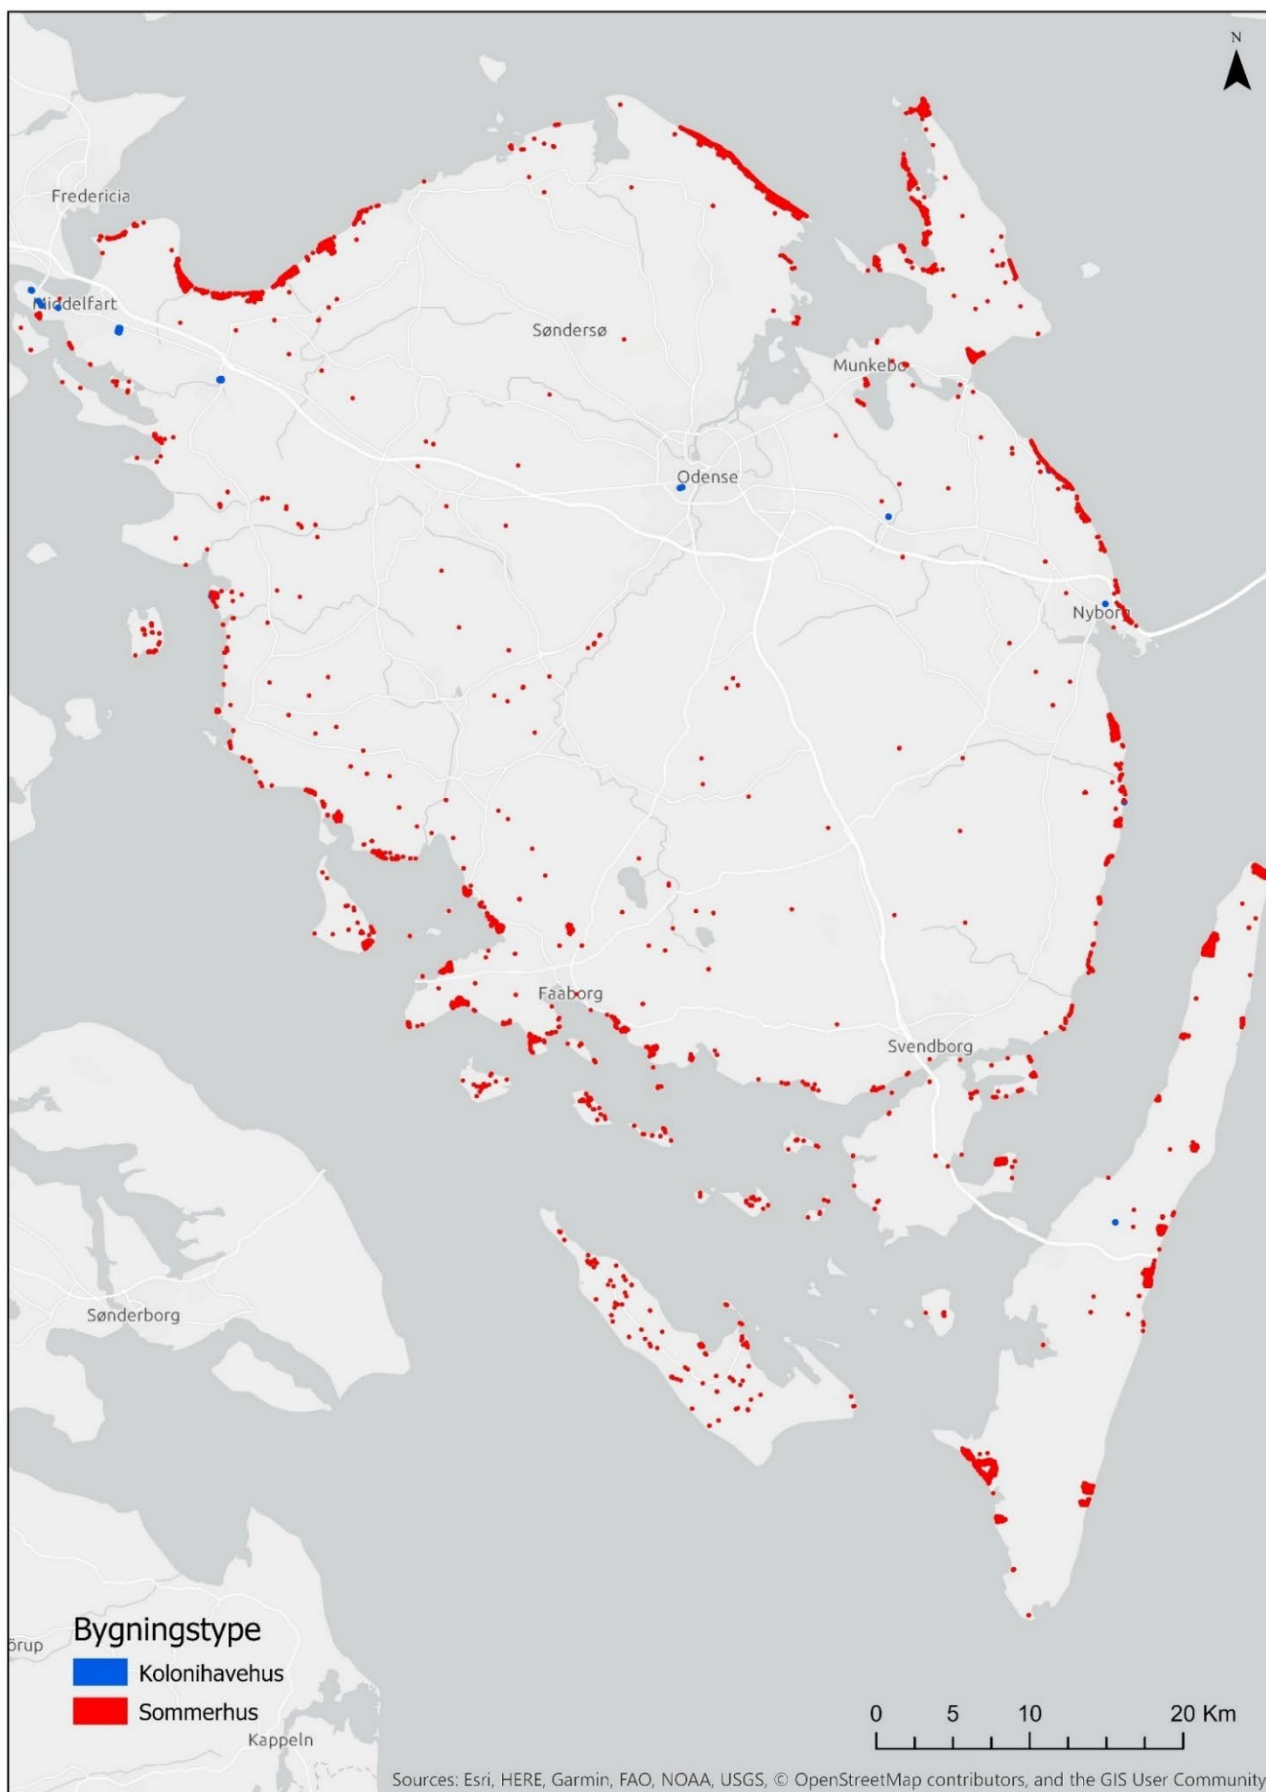 N
Fredericia
Middelfart
Søndersø
Munkebo
Odense
Nyborg
Faaborg
Svendborg
Sønderborg
Bygningstype
örup
Kolonihavehus
Sommerhus
Kappeln
0 5 10 20 Km
Sources: Esri, HERE, Garmin, FAO, NOAA, USGS, © OpenStreetMap contributors, and the GIS User Community